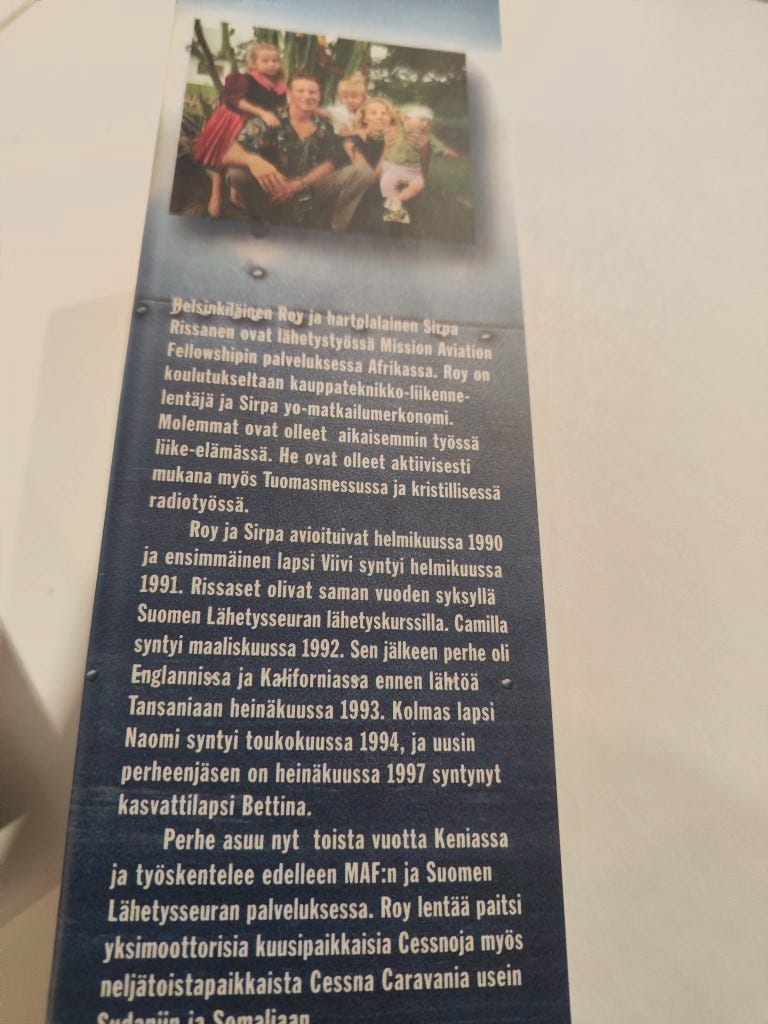 Helsinkiläinen Roy ja hartolalainen Sirpa
Rissanen ovat lähetystyössä Mission Aviation
Fellowshipin palveluksessa Afrikassa. Roy on
koulutukseltaan kauppateknikko-liikenne-
lentäjä ja Sirpa yo-matkailumerkonomi.
Molemmat ovat olleet aikaisemmin työssä
liike-elämässä. He ovat olleet aktiivisesti
mukana myös Tuomasmessussa ja kristillisessä
radiotyössä.
Roy ja Sirpa avioituivat helmikuussa 1990
ja ensimmäinen lapsi Viivi syntyi helmikuussa
1991. Rissaset olivat saman vuoden syksyllä
Suomen Lähetysseuran lähetyskurssilla. Camilla
syntyi maaliskuussa 1992. Sen jälkeen perhe oli
Englannissa ja Kaliforniassa ennen lähtöä
Tansaniaan heinäkuussa 1993. Kolmas lapsi
Naomi syntyi toukokuussa 1994, ja uusin
perheenjäsen on heinäkuussa 1997 syntynyt
kasvattilapsi Bettina.
Perhe asuu nyt toista vuotta Keniassa
ja työskentelee edelleen MAF:n ja Suomen
Lähetysseuran palveluksessa. Roy lentää paitsi
yksimoottorisia kuusipaikkaisia Cessnoja myös
neljätoistapaikkaista Cessna Caravania usein
Sudaniin ja Somaliaan.